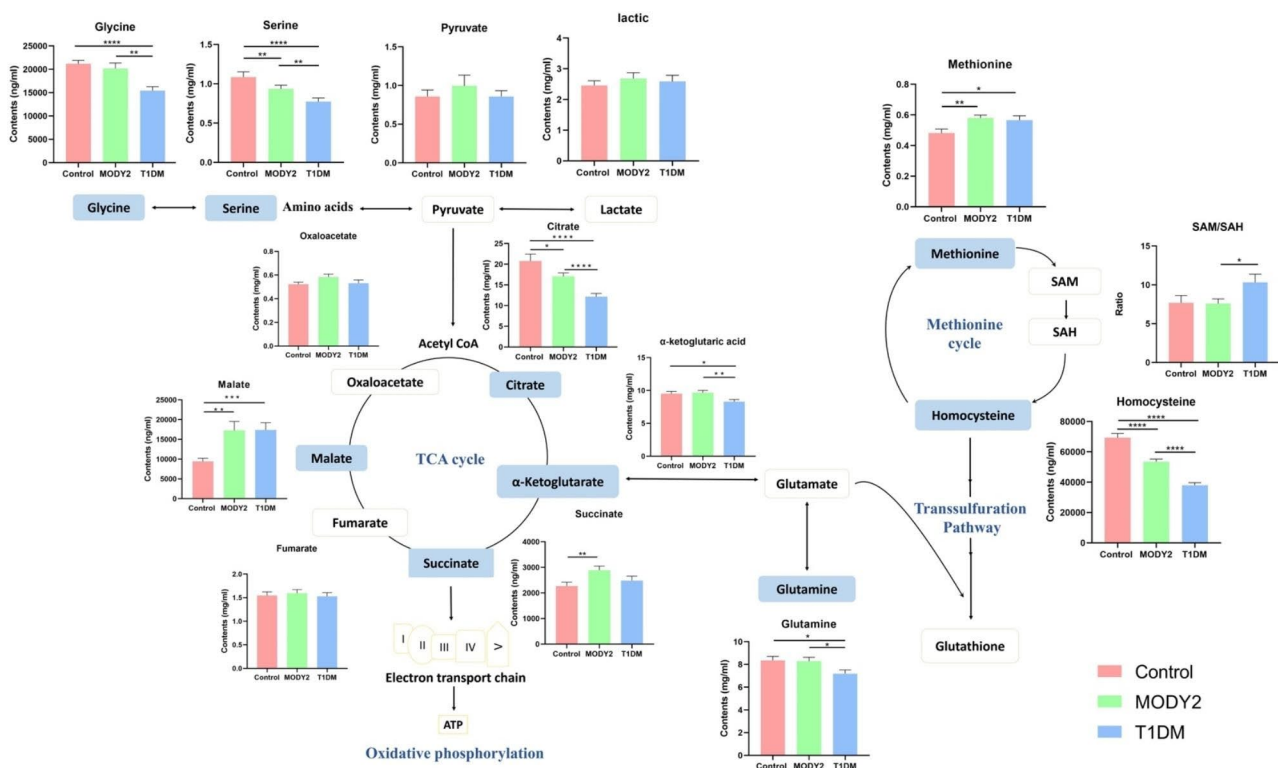 Glycine
Contents (mg/ml)
25000
20000
15000
10000
5000
0
****
**
Control MODY2 T1DM
Serine
Contents (mg/ml)
1.5
1.0
0.5
0.0
****
** **
Control MODY2 T1DM
Pyruvate
Contents (mg/ml)
1.5
1.0
0.5
0.0
Control MODY2 T1DM
lactic
Contents (mg/ml)
4
3
2
1
0
Control MODY2 T1DM
Methionine
Contents (mg/ml)
0.8
0.6
0.4
0.2
0.0
*
**
Control MODY2 T1DM
Glycine Serine Amino acids Pyruvate Lactate
Oxaloacetate
Contents (mg/ml)
0.8
0.6
0.4
0.2
0.0
Control MODY2 T1DM
Citrate
Contents (mg/ml)
25
20
15
10
5
0
****
*
****
Control MODY2 T1DM
Methionine
SAM
SAH
Methionine
cycle
Homocysteine
SAM/SAH
Ratio
15
10
5
0
*
Control MODY2 T1DM
Acetyl CoA
Oxaloacetate
Citrate
Malate
TCA cycle
α-Ketoglutarate
Fumarate
Succinate
α-ketoglutaric acid
Contents (mg/ml)
15
10
5
0
*
**
Control MODY2 T1DM
Malate
Contents (ng/ml)
25000
20000
15000
10000
5000
0
***
**
Control MODY2 T1DM
Homocysteine
Contents (ng/ml)
80000
60000
40000
20000
0
****
****
****
Control MODY2 T1DM
Glutamate
Transsulfuration
Pathway
Fumarate
Contents (mg/ml)
2.0
1.5
1.0
0.5
0.0
Control MODY2 T1DM
Succinate
Contents (mg/ml)
4000
3000
2000
1000
0
**
Control MODY2 T1DM
Glutamine
Glutamine
Contents (mg/ml)
10
8
6
4
2
0
*
*
Control MODY2 T1DM
Glutathione
I II III IV V
Electron transport chain
ATP
Oxidative phosphorylation
Control
MODY2
T1DM